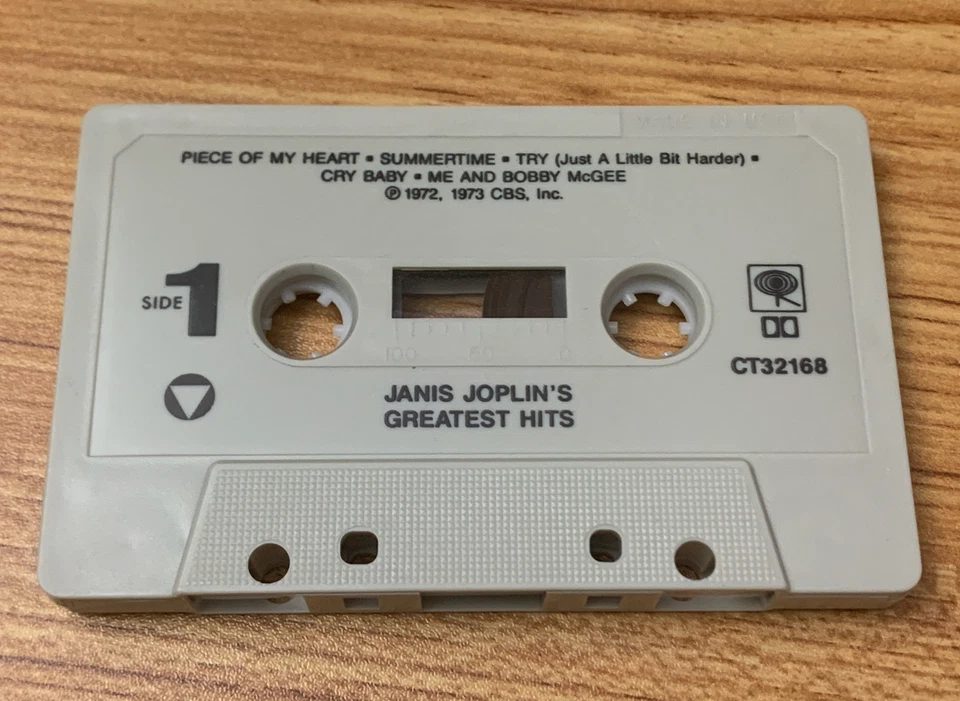 PIECE OF MY HEART ▪ SUMMERTIME ▪ TRY (Just A Little Bit Harder) ▪
CRY BABY ▪ ME AND BOBBY McGEE
℗ 1972, 1973 CBS, Inc.
SIDE 1
100 50 0
CT32168
JANIS JOPLIN'S
GREATEST HITS